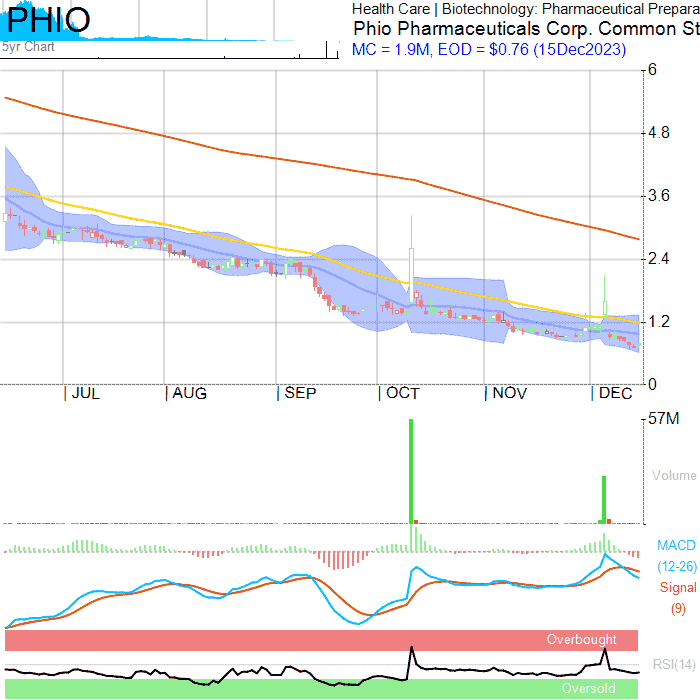 PHIO
5yr Chart
Health Care | Biotechnology: Pharmaceutical Prepara
Phio Pharmaceuticals Corp. Common St
MC = 1.9M, EOD = $0.76 (15Dec2023)
6
4.8
3.6
2.4
1.2
0
JUL AUG SEP OCT NOV DEC
57M
Volume
MACD
(12-26)
Signal
(9)
Overbought
RSI(14)
Oversold